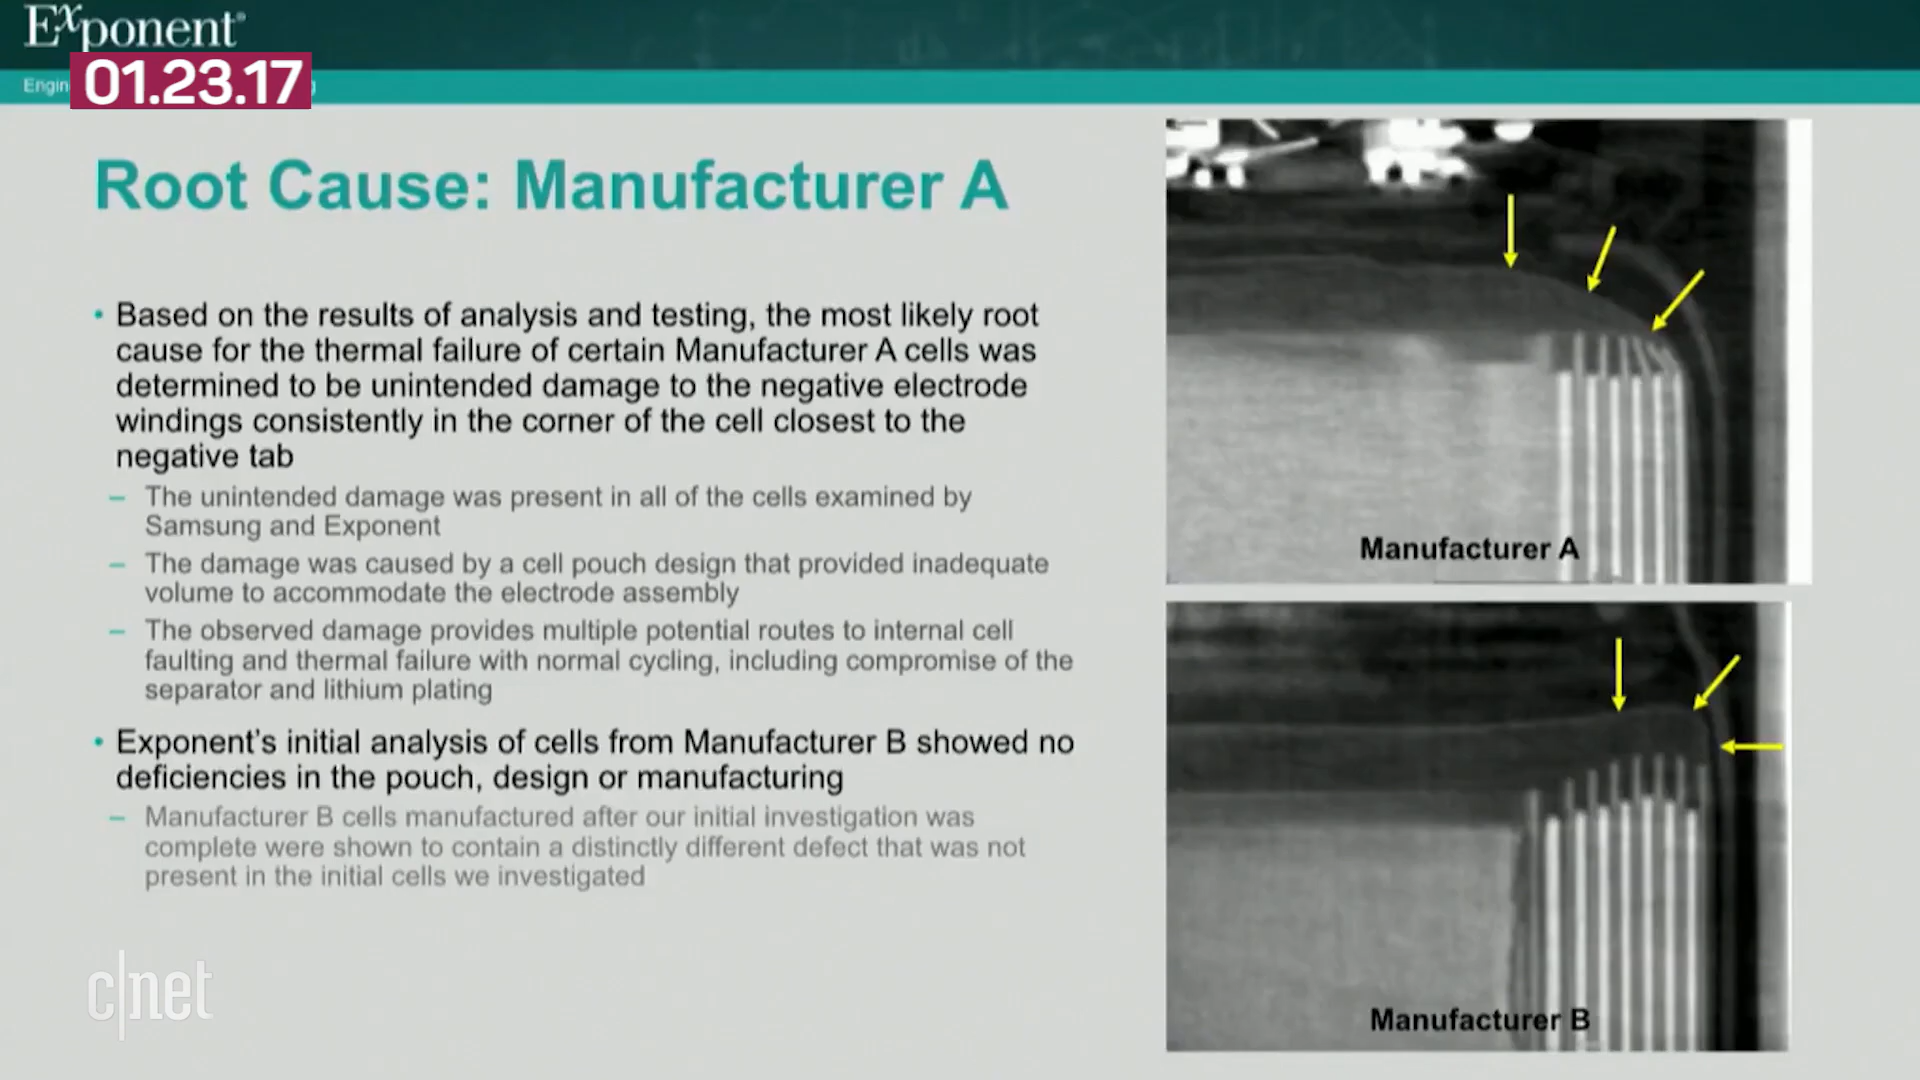 Exponent®
Engin
01.23.17
g
Root Cause: Manufacturer A
• Based on the results of analysis and testing, the most likely root
cause for the thermal failure of certain Manufacturer A cells was
determined to be unintended damage to the negative electrode
windings consistently in the corner of the cell closest to the
negative tab
– The unintended damage was present in all of the cells examined by
Samsung and Exponent
– The damage was caused by a cell pouch design that provided inadequate
volume to accommodate the electrode assembly
– The observed damage provides multiple potential routes to internal cell
faulting and thermal failure with normal cycling, including compromise of the
separator and lithium plating
• Exponent’s initial analysis of cells from Manufacturer B showed no
deficiencies in the pouch, design or manufacturing
– Manufacturer B cells manufactured after our initial investigation was
complete were shown to contain a distinctly different defect that was not
present in the initial cells we investigated
Manufacturer A
Manufacturer B
c|net